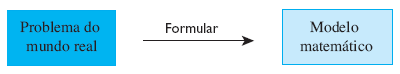 Problema do
mundo real
Formular
Modelo
matemático